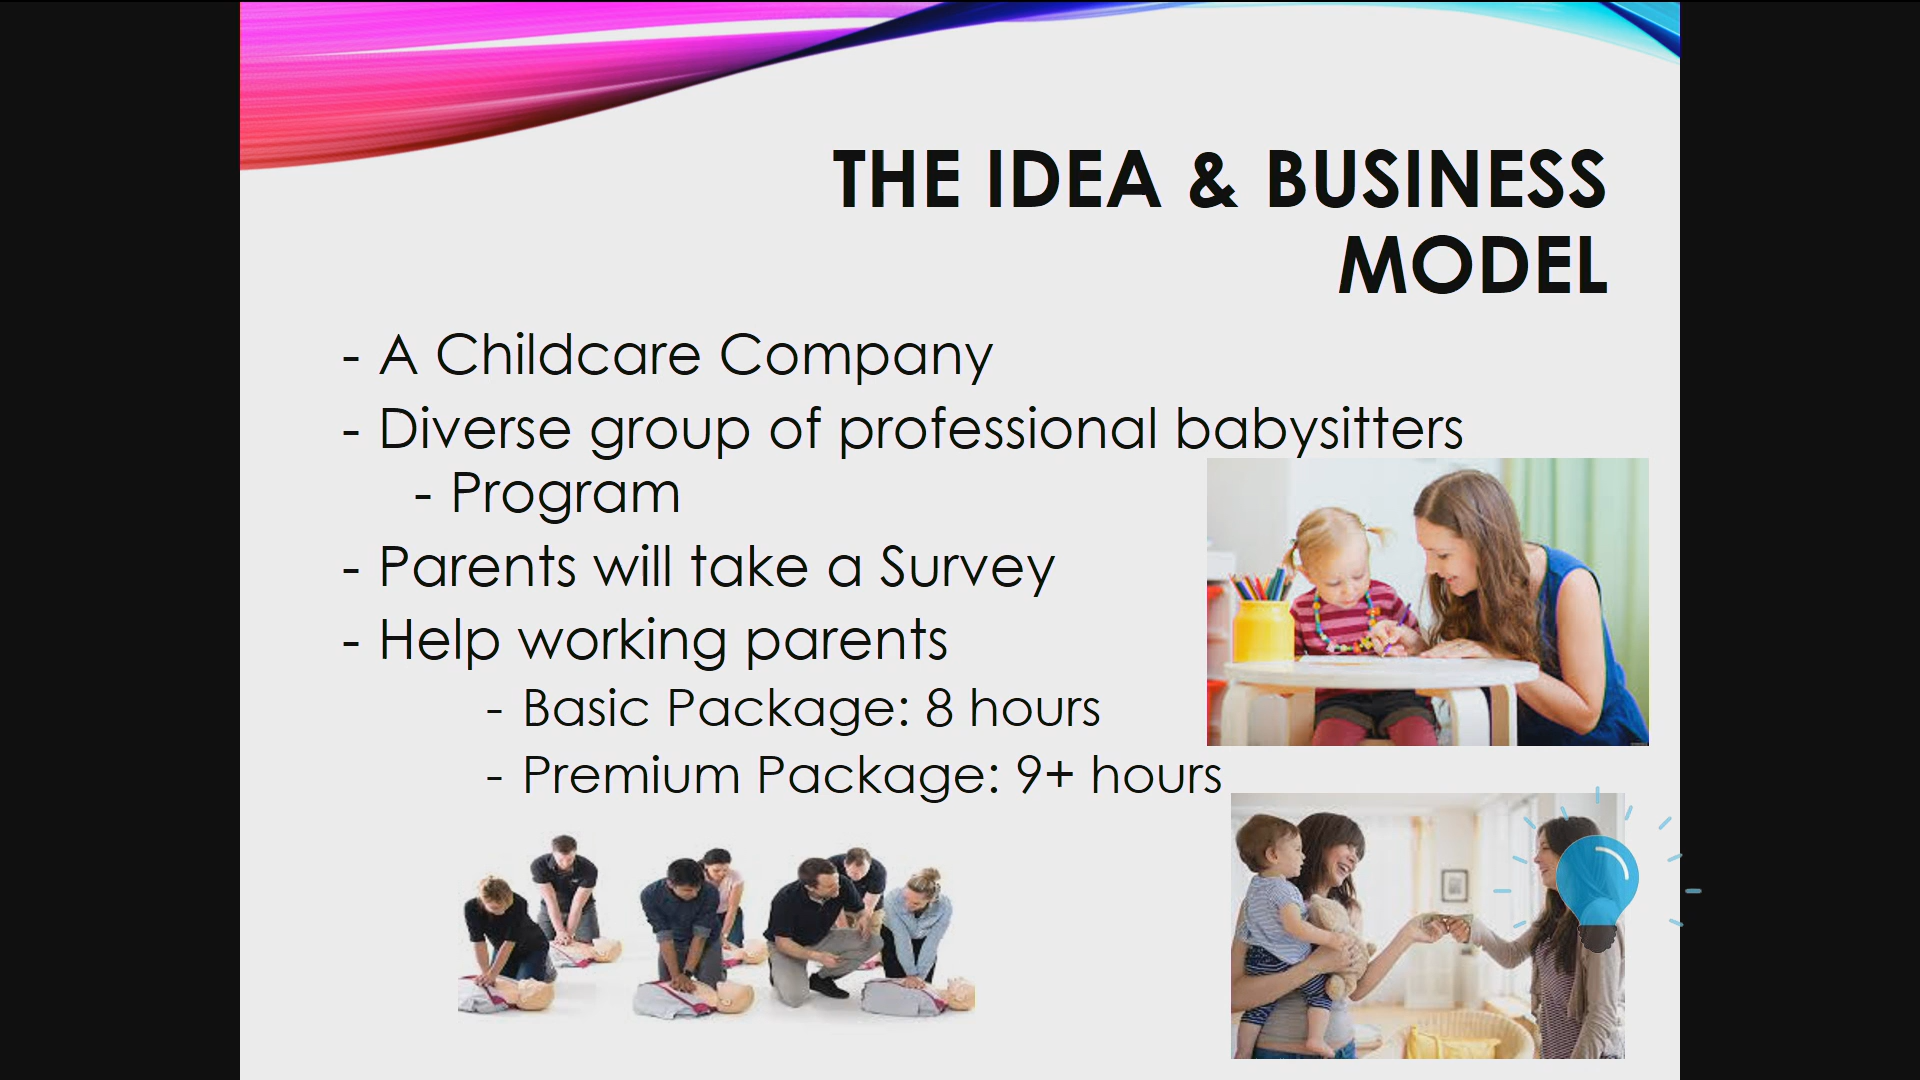 THE IDEA & BUSINESS
MODEL
- A Childcare Company
- Diverse group of professional babysitters
- Program
- Parents will take a Survey
- Help working parents
- Basic Package: 8 hours
- Premium Package: 9+ hours